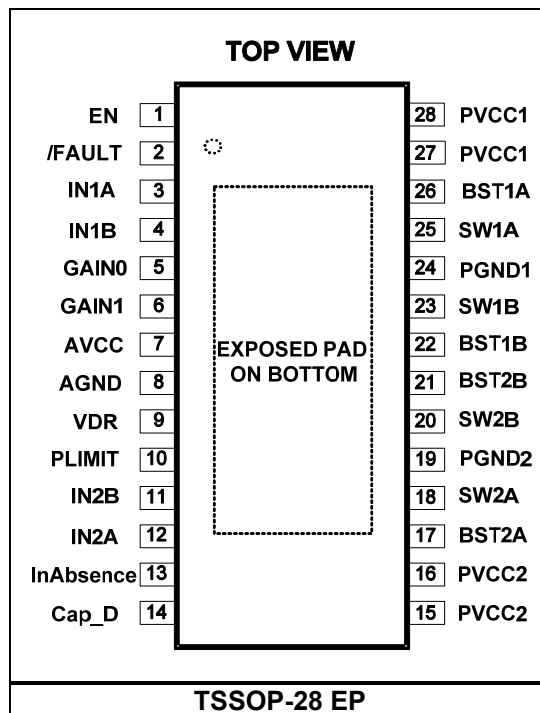 TOP VIEW
EN 1 28 PVCC1
/FAULT 2 27 PVCC1
IN1A 3 26 BST1A
IN1B 4 25 SW1A
GAIN0 5 24 PGND1
GAIN1 6 23 SW1B
AVCC 7 22 BST1B
AGND 8 21 BST2B
VDR 9 20 SW2B
PLIMIT 10 19 PGND2
IN2B 11 18 SW2A
IN2A 12 17 BST2A
InAbsence 13 16 PVCC2
Cap_D 14 15 PVCC2
EXPOSED PAD
ON BOTTOM
TSSOP-28 EP